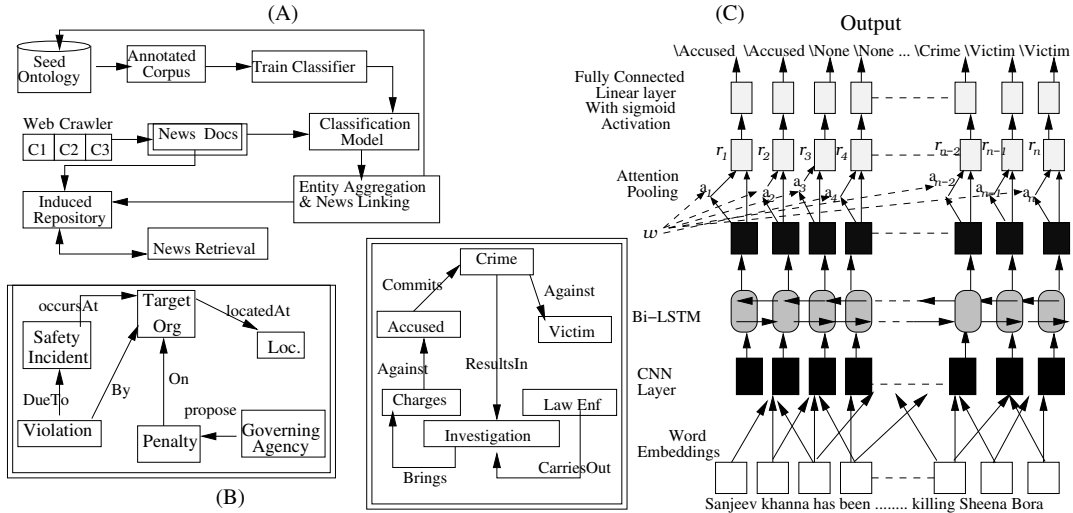 (A)
Seed
Ontology
Annotated
Corpus
Train Classifier
Web Crawler
C1 C2 C3
News Docs
Classification
Model
Induced
Repository
Entity Aggregation
& News Linking
News Retrieval
occursAt
Target
Org
locatedAt
Loc.
Safety
Incident
DueTo
By
On
propose
Violation
Penalty
Governing
Agency
(B)
Crime
Commits
Against
Accused
Victim
ResultsIn
Against
Charges
Law Enf
Investigation
Brings
CarriesOut
(C)
Output
\Accused \Accused \None \None ... \Crime \Victim \Victim
Fully Connected
Linear layer
With sigmoid
Activation
r1 r2 r3 r4 rn−2 rn−1 rn
Attention
Pooling
a1 a2 a3 a4 an−2 an−1 an
w
Bi−LSTM
CNN
Layer
Word
Embeddings
Sanjeev khanna has been ........ killing Sheena Bora